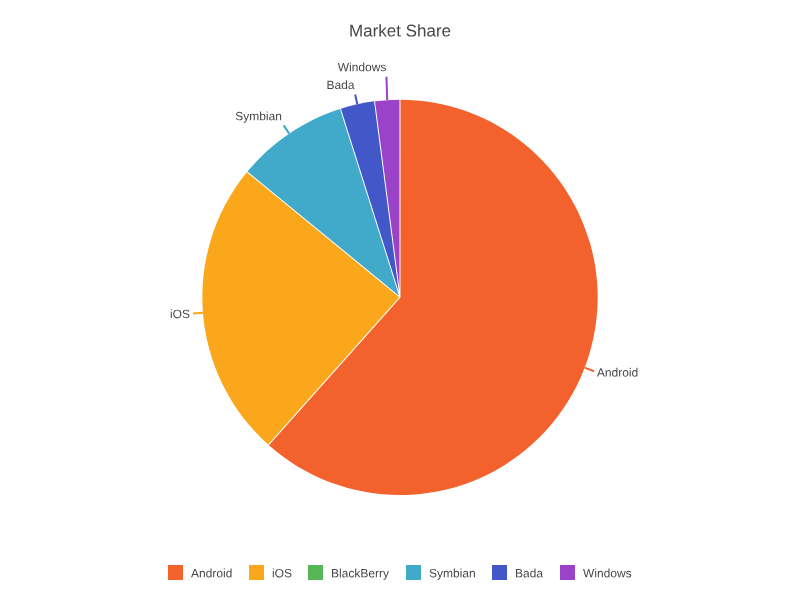 Market Share
Windows
Bada
Symbian
iOS
Android
Android iOS BlackBerry Symbian Bada Windows